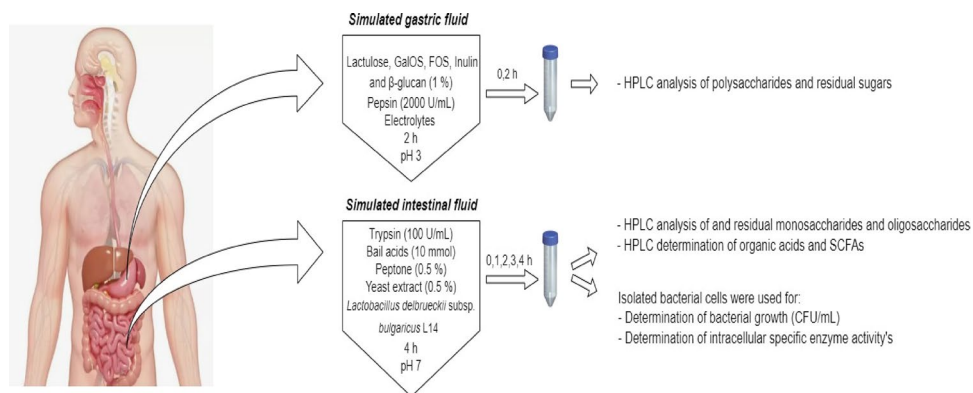 Simulated gastric fluid
Lactulose, GalOS, FOS, Inulin
and β-glucan (1 %)
Pepsin (2000 U/mL)
Electrolytes
2 h
pH 3
0,2 h
- HPLC analysis of polysaccharides and residual sugars
Simulated intestinal fluid
Trypsin (100 U/mL)
Bail acids (10 mmol)
Peptone (0.5 %)
Yeast extract (0.5 %)
Lactobacillus delbrueckii subsp.
bulgaricus L14
4 h
pH 7
0,1,2,3,4 h
- HPLC analysis of and residual monosaccharides and oligosaccharides
- HPLC determination of organic acids and SCFAs
Isolated bacterial cells were used for:
- Determination of bacterial growth (CFU/mL)
- Determination of intracellular specific enzyme activity's